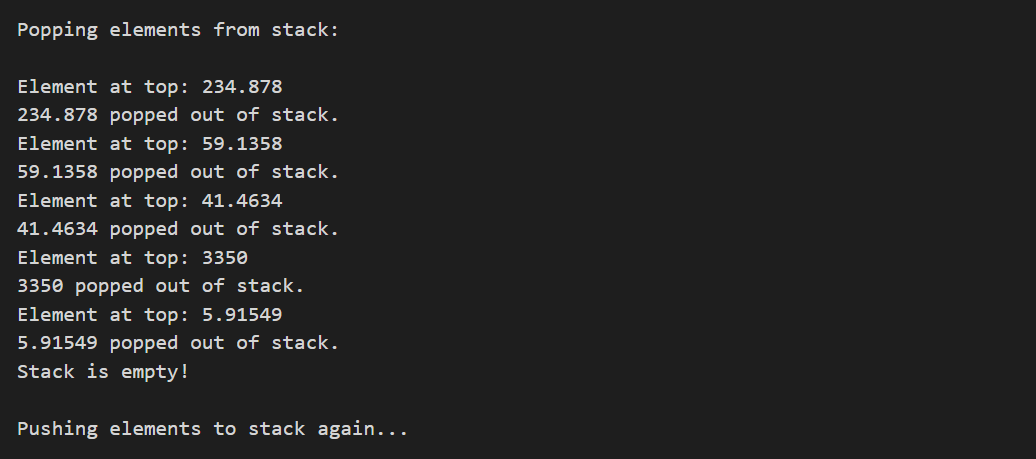 Popping elements from stack:
Element at top: 234.878
234.878 popped out of stack.
Element at top: 59.1358
59.1358 popped out of stack.
Element at top: 41.4634
41.4634 popped out of stack.
Element at top: 3350
3350 popped out of stack.
Element at top: 5.91549
5.91549 popped out of stack.
Stack is empty!
Pushing elements to stack again...